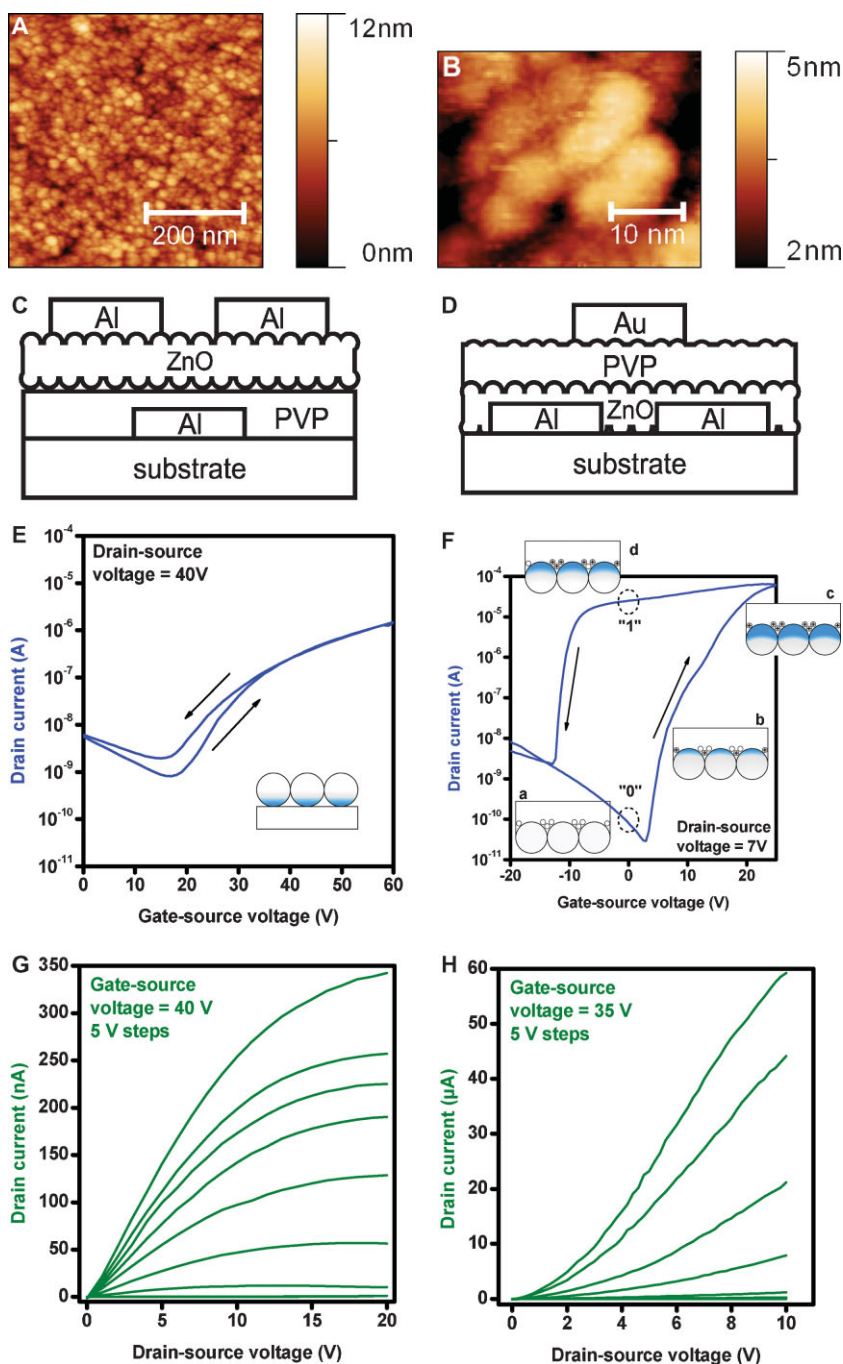 A
12nm
200 nm
0nm
B
5nm
10 nm
2nm
C
Al
Al
ZnO
Al
PVP
substrate
D
Au
PVP
Al
ZnO
Al
substrate
E
Drain-source
voltage = 40V
10-4
10-5
10-6
10-7
10-8
10-9
10-10
10-11
Drain current (A)
0
10
20
30
40
50
60
Gate-source voltage (V)
F
d
c
"1"
b
"0"
a
Drain-source
voltage = 7V
10-4
10-5
10-6
10-7
10-8
10-9
10-10
10-11
Drain current (A)
-20
-10
0
10
20
Gate-source voltage (V)
G
Gate-source
voltage = 40 V
5 V steps
350
300
250
200
150
100
50
0
Drain current (nA)
0
5
10
15
20
Drain-source voltage (V)
H
Gate-source
voltage = 35 V
5 V steps
60
50
40
30
20
10
0
Drain current (µA)
0
2
4
6
8
10
Drain-source voltage (V)